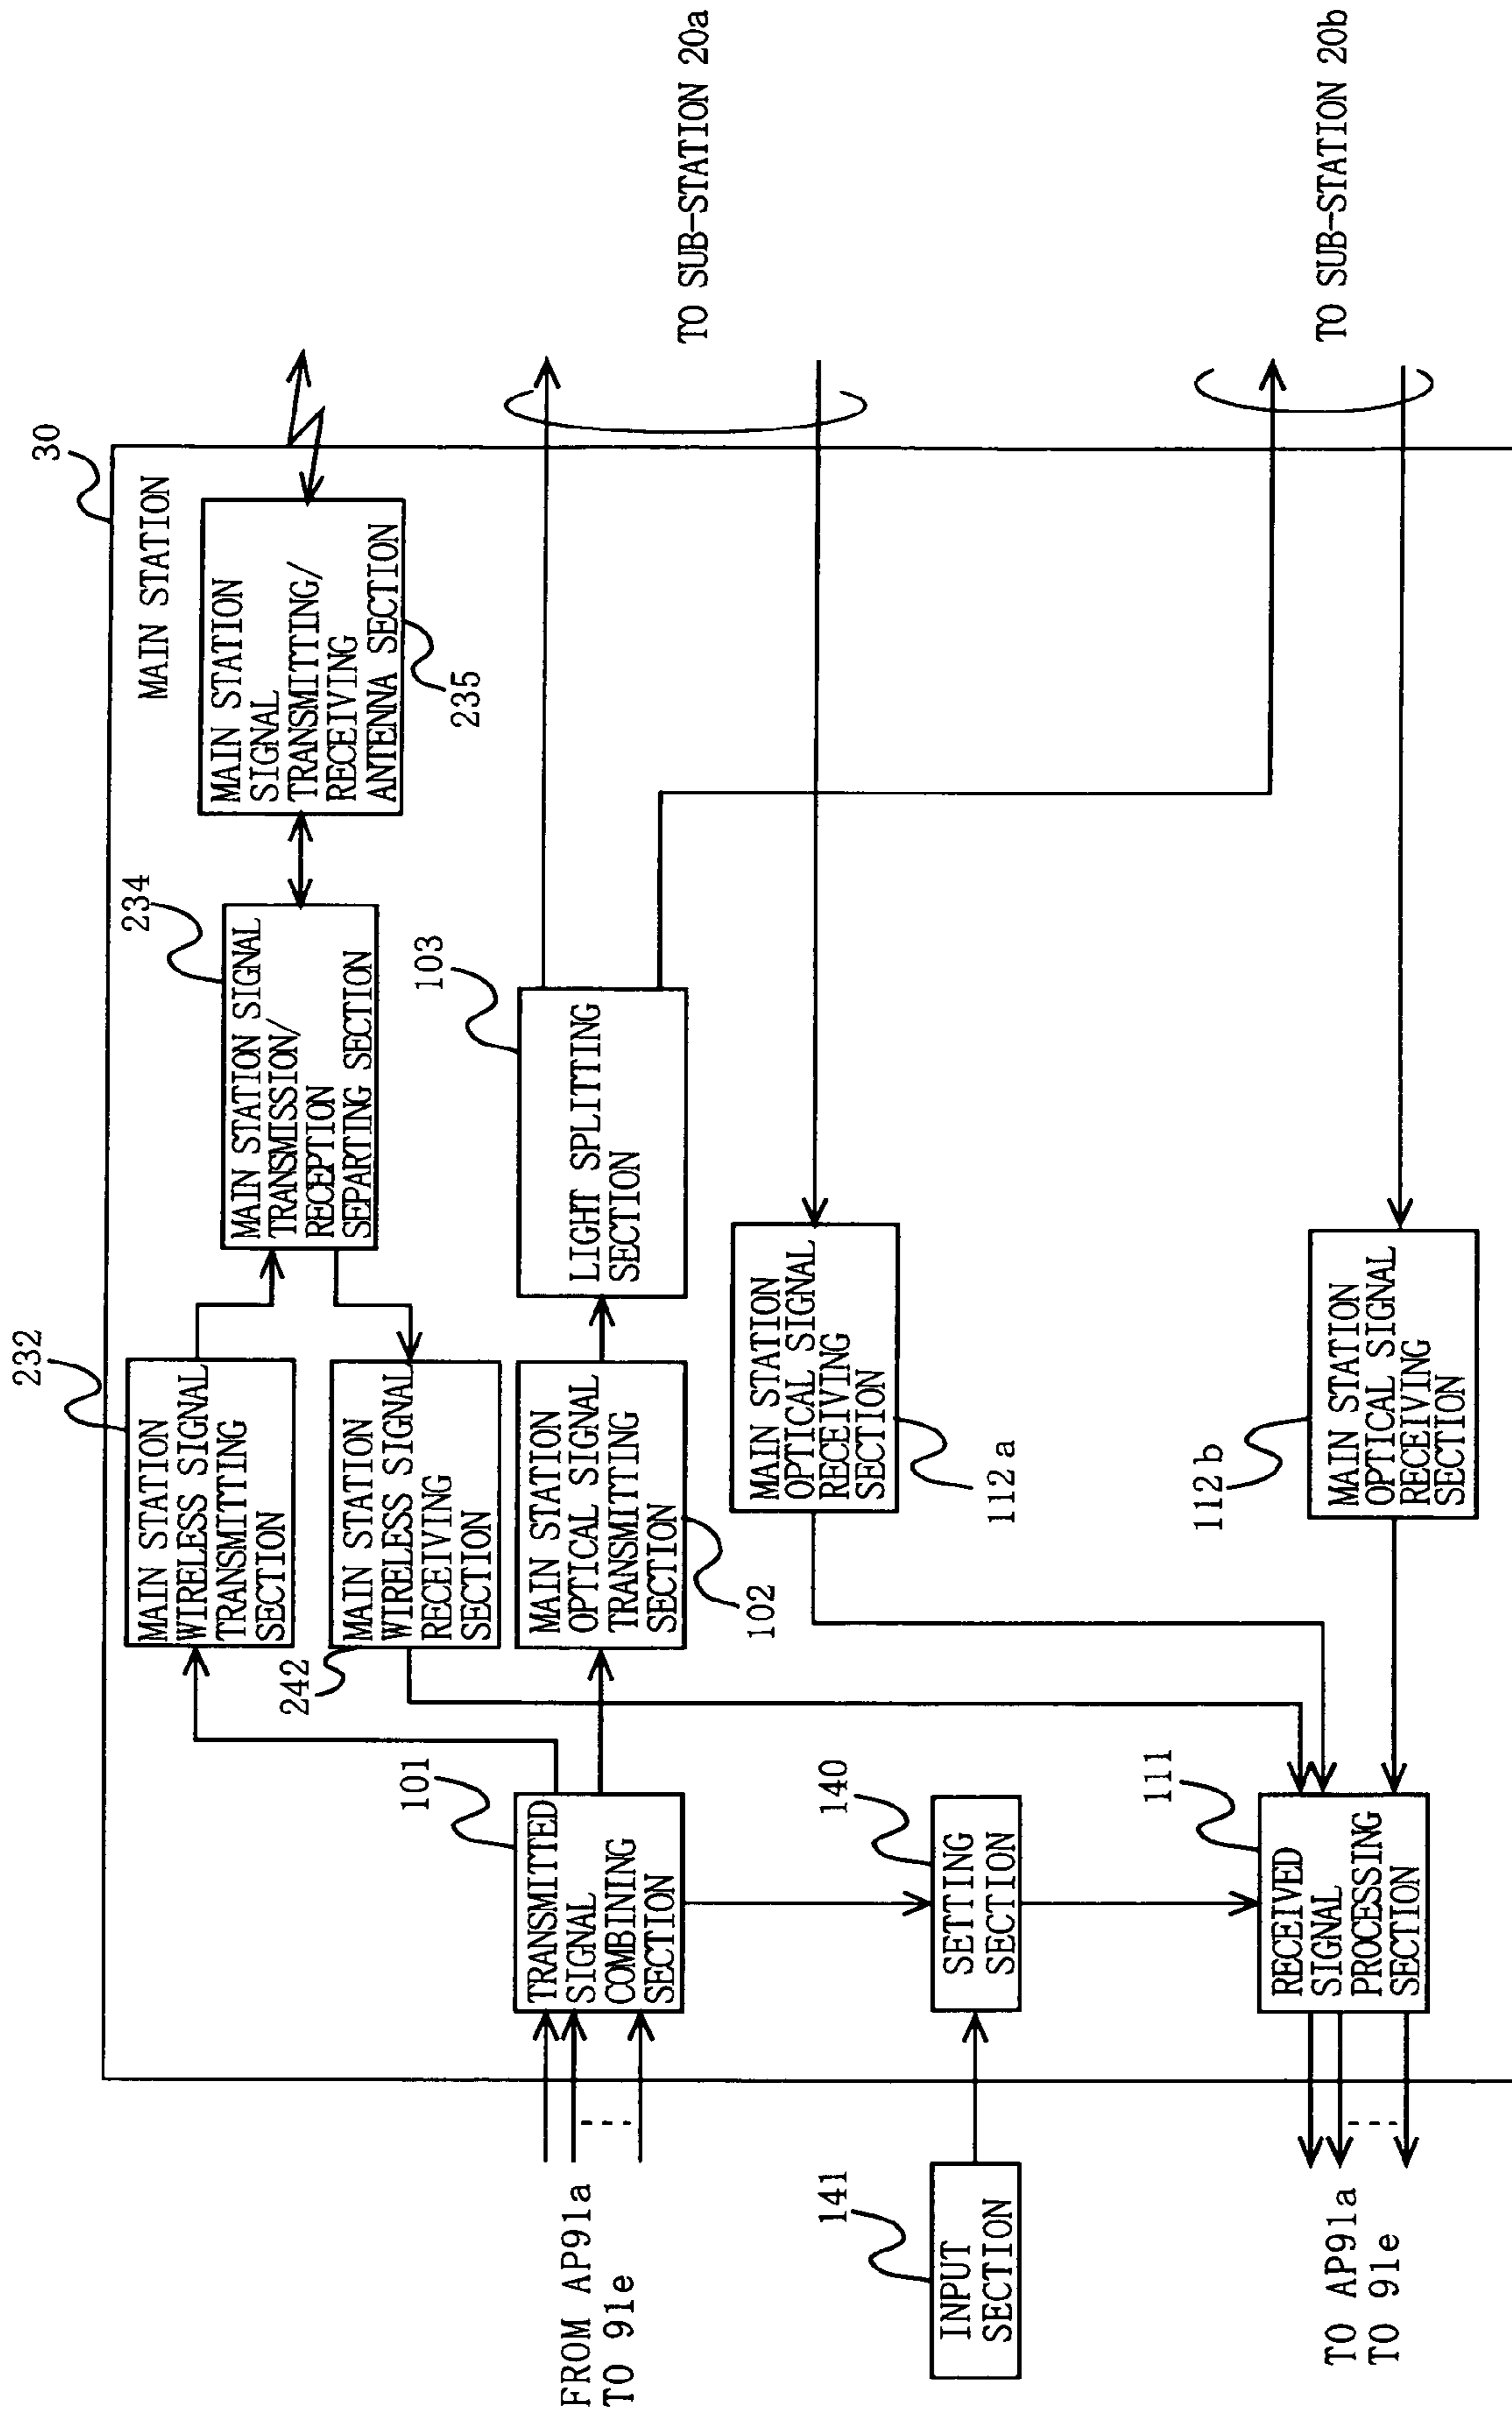 30
MAIN STATION
232
MAIN STATION
WIRELESS SIGNAL
TRANSMITTING
SECTION
234
MAIN STATION SIGNAL
TRANSMISSION/
RECEPTION
SEPARTING SECTION
MAIN STATION
SIGNAL
TRANSMITTING/
RECEIVING
ANTENNA SECTION
235
242
MAIN STATION
WIRELESS SIGNAL
RECEIVING
SECTION
101
TRANSMITTED
SIGNAL
COMBINING
SECTION
FROM AP91a
TO 91e
MAIN STATION
OPTICAL SIGNAL
TRANSMITTING
SECTION
102
103
LIGHT SPLITTING
SECTION
TO SUB-STATION 20a
MAIN STATION
OPTICAL SIGNAL
RECEIVING
SECTION
112a
141
INPUT
SECTION
140
SETTING
SECTION
111
RECEIVED
SIGNAL
PROCESSING
SECTION
TO AP91a
TO 91e
112b
MAIN STATION
OPTICAL SIGNAL
RECEIVING
SECTION
TO SUB-STATION 20b